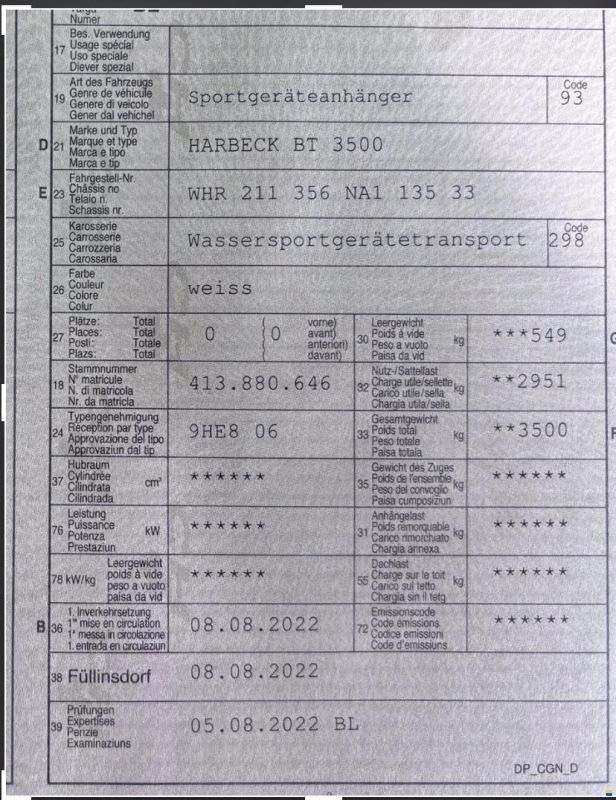 Numer
17
Bes. Verwendung
Usage spécial
Uso speciale
Diever spezial
19
Art des Fahrzeugs
Genre de véhicule
Genere di veicolo
Gener dal vehichel
Sportgeräteanhänger
Code
93
D 21
Marke und Typ
Marque et type
Marca e tipo
Marca e tip
HARBECK BT 3500
E 23
Fahrgestell-Nr.
Châssis no
Telaio n.
Schassis nr.
WHR 211 356 NA1 135 33
25
Karosserie
Carrosserie
Carrozzeria
Carossaria
Wassersportgerätetransport
Code
298
26
Farbe
Couleur
Colore
Colur
weiss
27
Plätze: Total
Places: Total
Posti: Totale
Plazs: Total
0
( 0
vorne)
avant)
anteriori)
davant)
30
Leergewicht
Poids à vide
Peso a vuoto
Paisa da vid
kg
***549
18
Stammnummer
N° matricule
N. di matricola
Nr. da matricla
413.880.646
32
Nutz-/Sattellast
Charge utile/sellette
Carico utile/sella
Chargia utila/sella
kg
**2951
24
Typengenehmigung
Réception par type
Approvazione del tipo
Approvaziun dal tip
9HE8 06
33
Gesamtgewicht
Poids total
Peso totale
Paisa totala
kg
**3500
F
37
Hubraum
Cylindrée
Cilindrata
Cilindrada
cm³
******
35
Gewicht des Zuges
Poids de l'ensemble
Peso del convoglio
Paisa cumposiziun
kg
******
76
Leistung
Puissance
Potenza
Prestaziun
kW
******
31
Anhängelast
Poids remorquable
Carico rimorchiato
Chargia annexa
kg
******
78 kW/kg
Leergewicht
poids à vide
peso a vuoto
paisa da vid
******
55
Dachlast
Charge sur le toit
Carico sul tetto
Chargia sin il tetg
kg
******
B 36
1. Inverkehrsetzung
1re mise en circulation
1a messa in circolazione
1. entrada en circulaziun
08.08.2022
72
Emissionscode
Code émissions
Codice emissioni
Code d'emissiuns
******
38 Füllinsdorf
08.08.2022
39
Prüfungen
Expertises
Perizie
Examinaziuns
05.08.2022 BL
DP_CGN_D